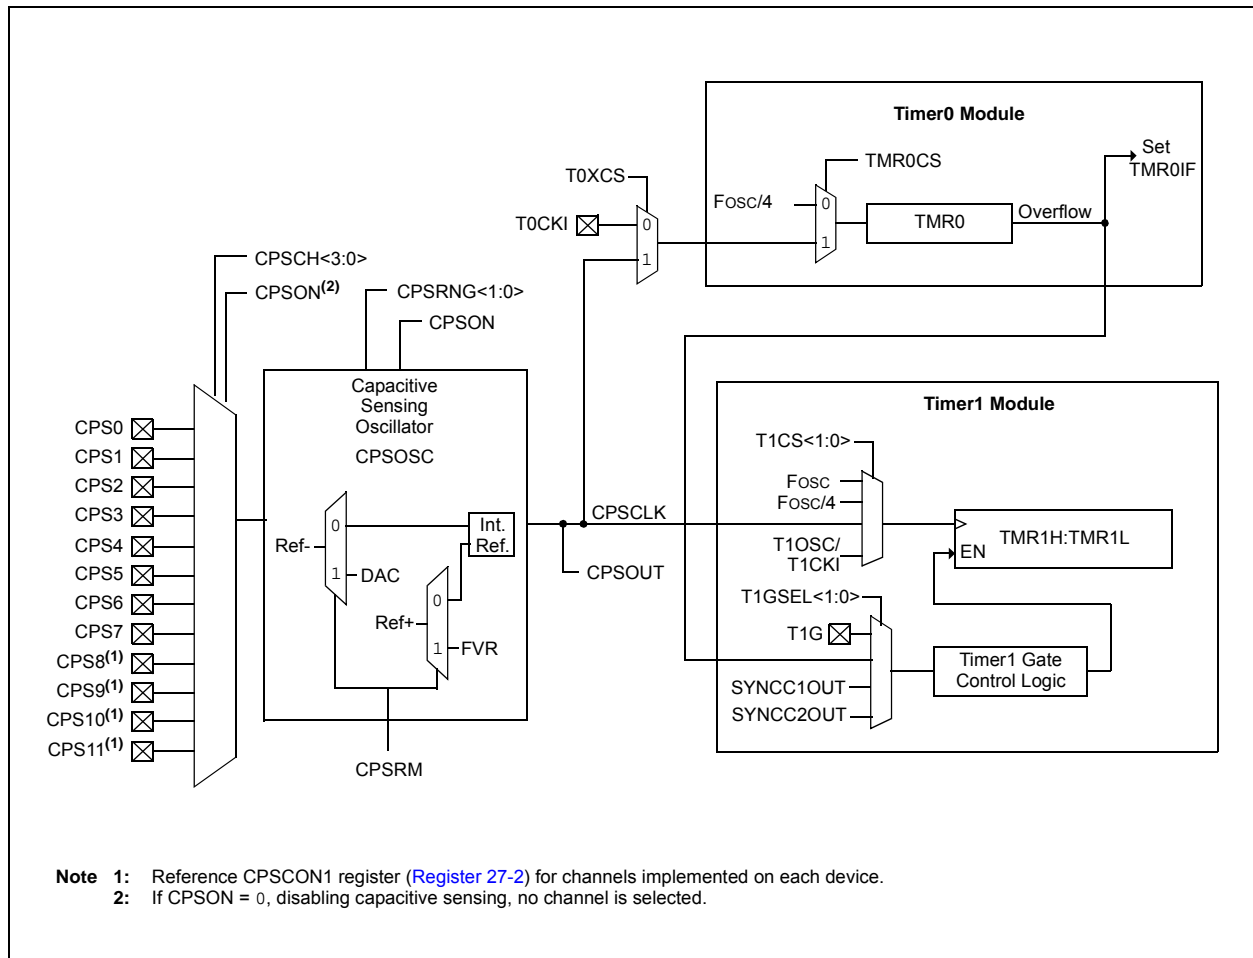 Timer0 Module
TMR0CS
Set
TMR0IF
T0XCS
FOSC/4
0
1
TMR0
Overflow
T0CKI
0
1
CPSCH<3:0>
CPSON(2)
CPSRNG<1:0>
CPSON
Capacitive
Sensing
Oscillator
CPSOSC
Timer1 Module
T1CS<1:0>
FOSC
FOSC/4
T1OSC/
T1CKI
TMR1H:TMR1L
EN
CPS0
CPS1
CPS2
CPS3
CPS4
CPS5
CPS6
CPS7
CPS8(1)
CPS9(1)
CPS10(1)
CPS11(1)
0
1
Ref-
DAC
Int.
Ref.
0
1
Ref+
FVR
CPSCLK
CPSOUT
T1GSEL<1:0>
T1G
SYNCC1OUT
SYNCC2OUT
Timer1 Gate
Control Logic
CPSRM
Note 1: Reference CPSCON1 register (Register 27-2) for channels implemented on each device.
2: If CPSON = 0, disabling capacitive sensing, no channel is selected.